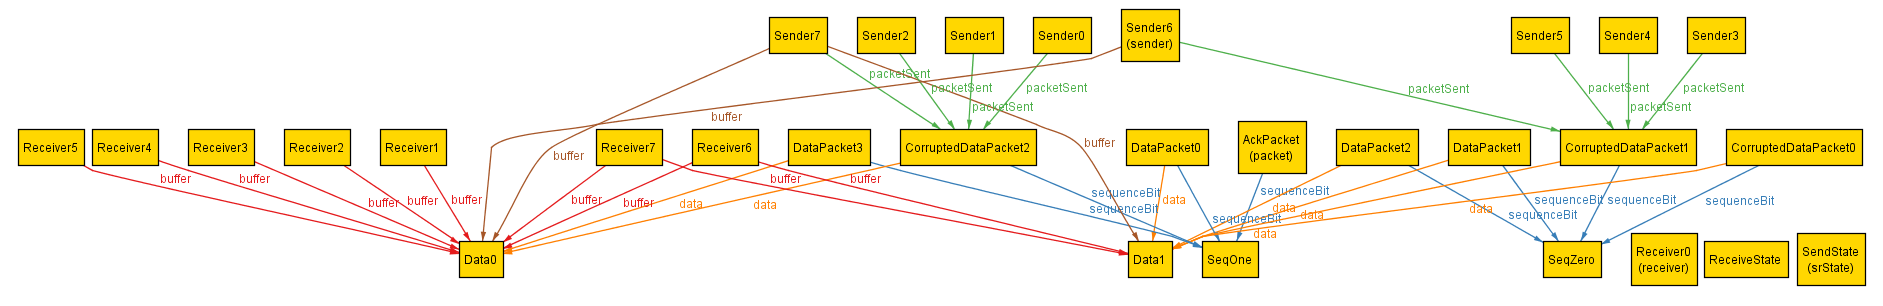 Sender7
Sender2
Sender1
Sender0
Sender6
(sender)
Sender5
Sender4
Sender3
packetSent
packetSent
packetSent
packetSent
packetSent
packetSent
packetSent
packetSent
buffer
buffer
buffer
Receiver5
Receiver4
Receiver3
Receiver2
Receiver1
Receiver7
Receiver6
DataPacket3
CorruptedDataPacket2
DataPacket0
AckPacket
(packet)
DataPacket2
DataPacket1
CorruptedDataPacket1
CorruptedDataPacket0
buffer
buffer
buffer
buffer
buffer
buffer
buffer
buffer
buffer
data
data
sequenceBit
sequenceBit
data
sequenceBit
sequenceBit
data
data
data
data
sequenceBit
sequenceBit
sequenceBit
sequenceBit
Data0
Data1
SeqOne
SeqZero
Receiver0
(receiver)
ReceiveState
SendState
(srState)